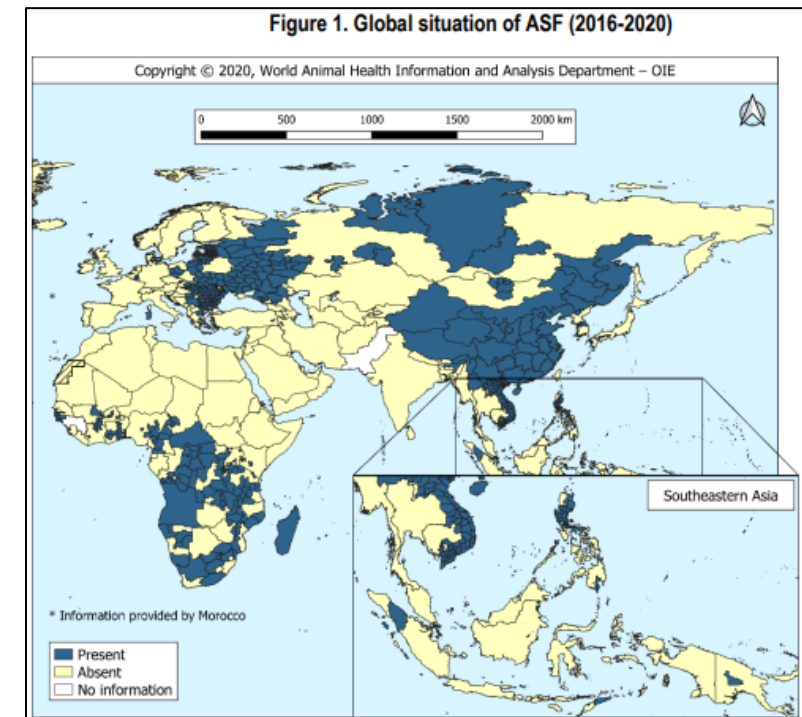 Figure 1. Global situation of ASF (2016-2020)
Copyright © 2020, World Animal Health Information and Analysis Department – OIE
0 500 1000 1500 2000 km
*
Southeastern Asia
* Information provided by Morocco
Present
Absent
No information